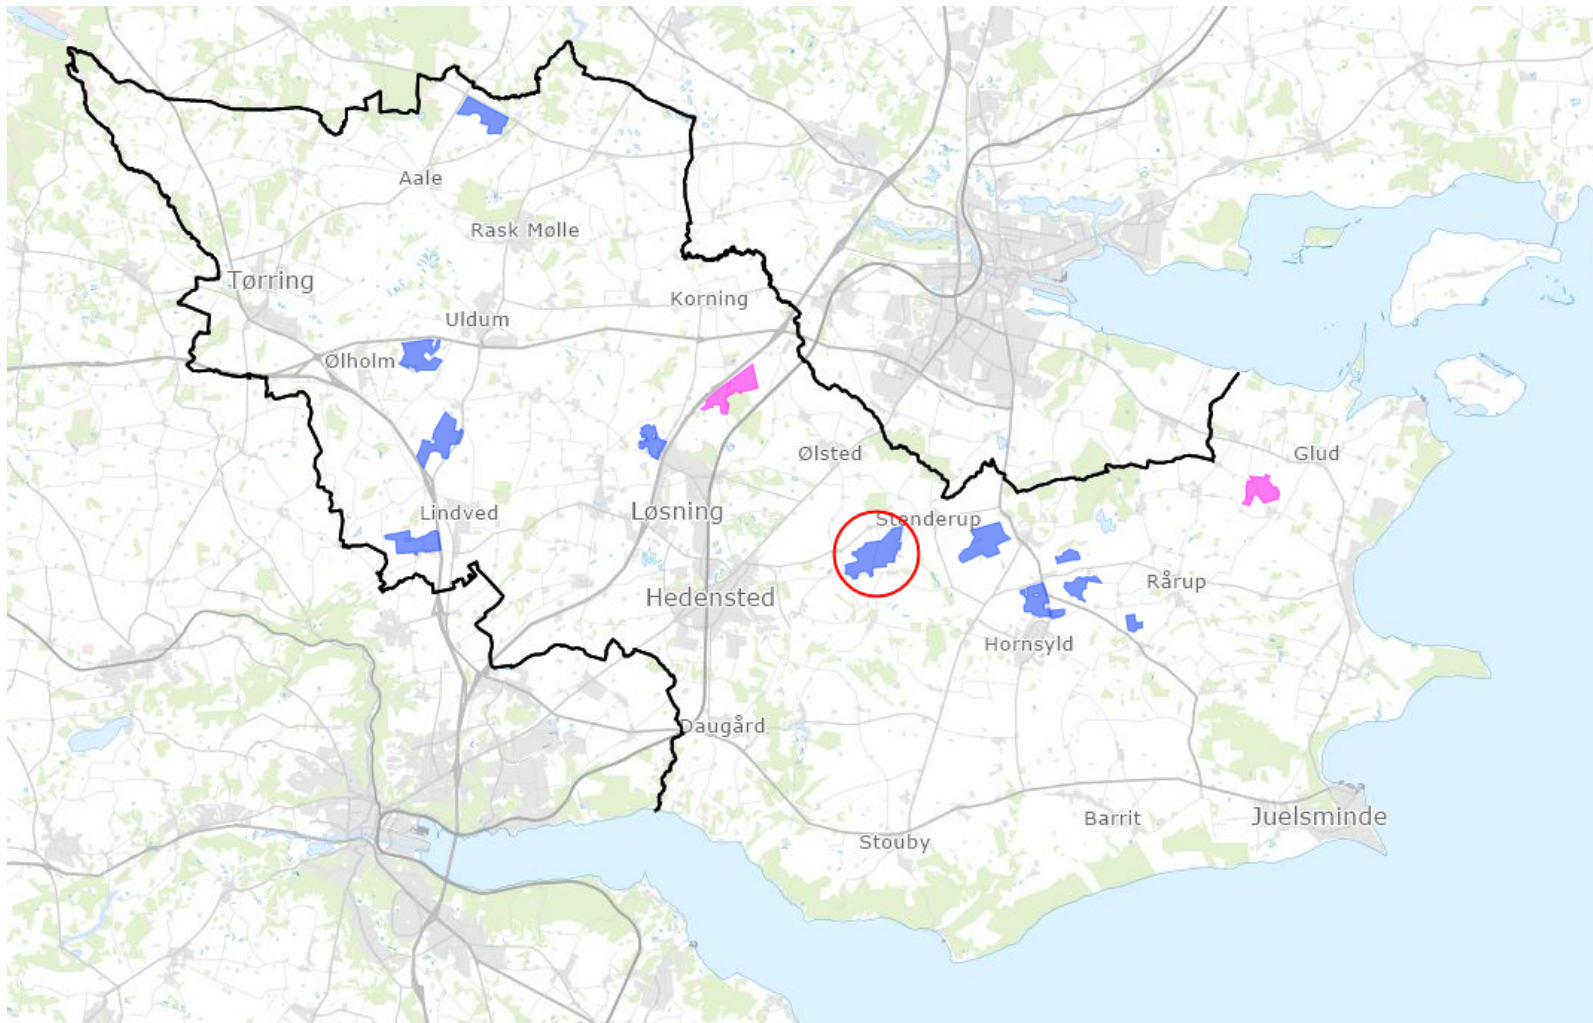 Aale
Rask Mølle
Tørring
Korning
Uldum
Ølholm
Ølsted
Glud
Løsning
Lindved
Stenderup
Rårup
Hedensted
Hornsyld
Daugård
Juelsminde
Barrit
Stouby